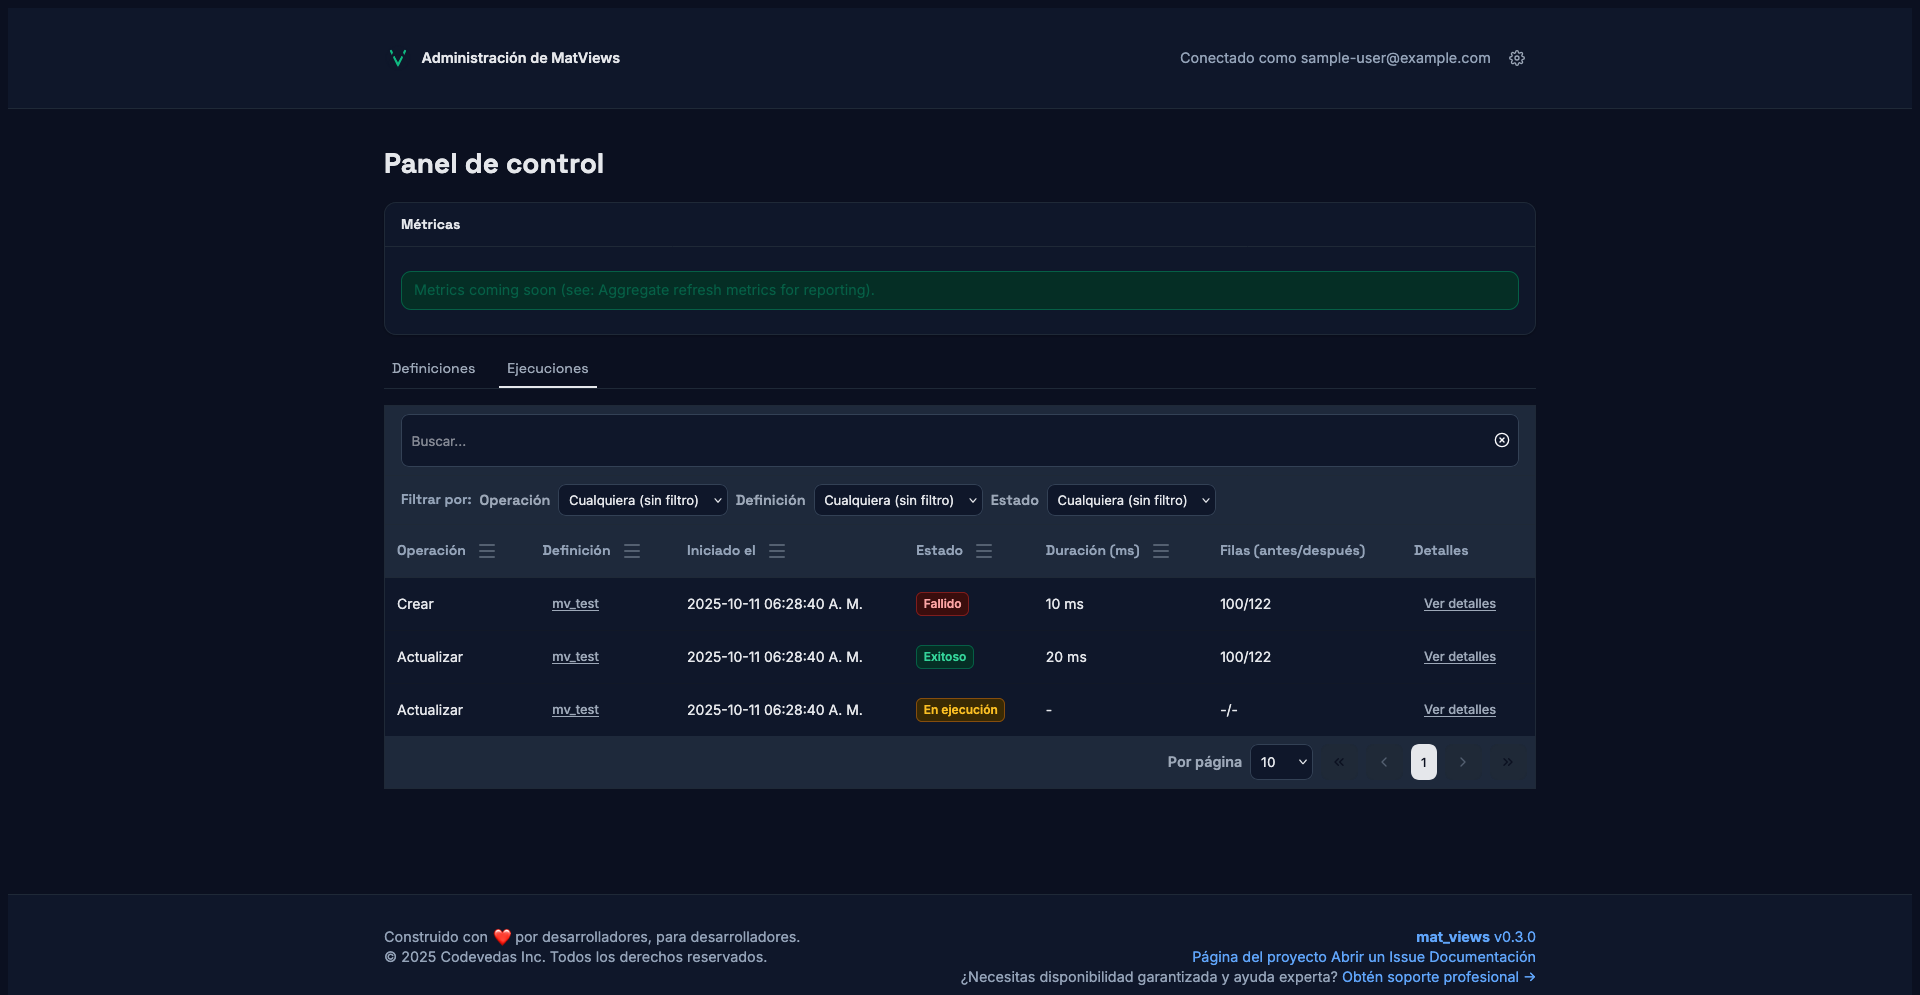 Administración de MatViews
Conectado como sample-user@example.com
Panel de control
Métricas
Metrics coming soon (see: Aggregate refresh metrics for reporting).
Definiciones Ejecuciones
Buscar...
Filtrar por: Operación Cualquiera (sin filtro) Definición Cualquiera (sin filtro) Estado Cualquiera (sin filtro)
Operación Definición Iniciado el Estado Duración (ms) Filas (antes/después) Detalles
Crear mv_test 2025-10-11 06:28:40 A. M. Fallido 10 ms 100/122 Ver detalles
Actualizar mv_test 2025-10-11 06:28:40 A. M. Exitoso 20 ms 100/122 Ver detalles
Actualizar mv_test 2025-10-11 06:28:40 A. M. En ejecución - -/- Ver detalles
Por página 10 « ‹ 1 › »
Construido con ❤️ por desarrolladores, para desarrolladores.
© 2025 Codevedas Inc. Todos los derechos reservados.
mat_views v0.3.0
Página del proyecto Abrir un Issue Documentación
¿Necesitas disponibilidad garantizada y ayuda experta? Obtén soporte profesional →